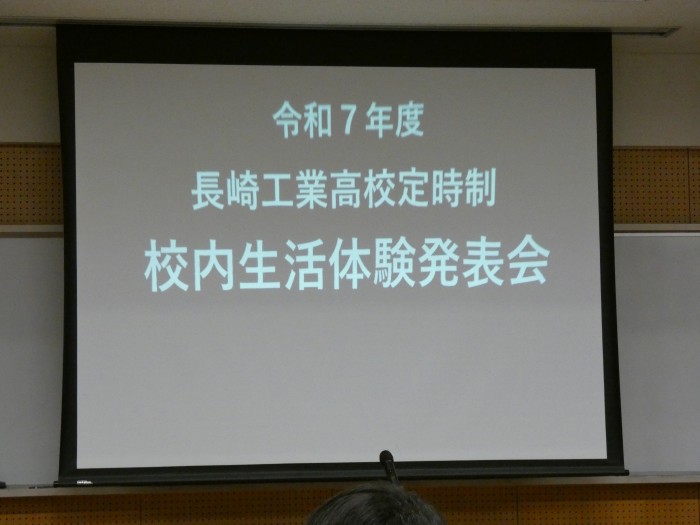 令和７年度
長崎工業高校定時制
校内生活体験発表会